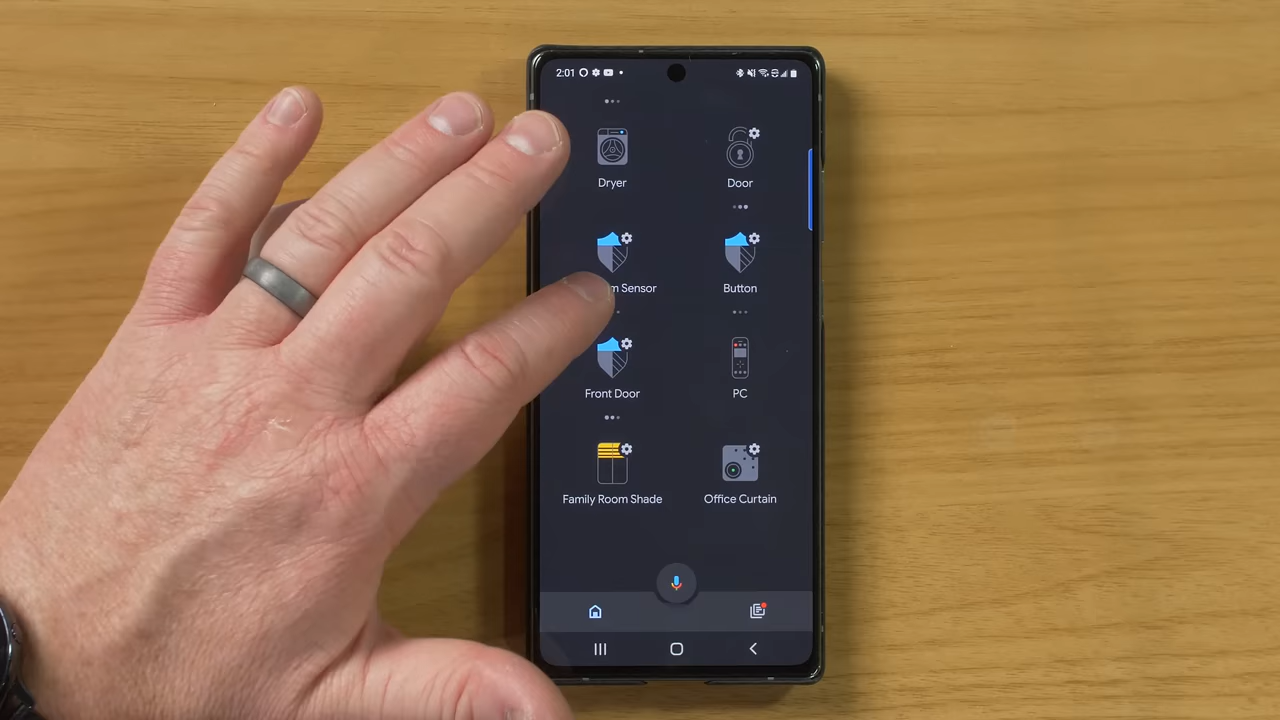 2:01
Dryer
Door
Sensor
Button
Front Door
PC
Family Room Shade
Office Curtain